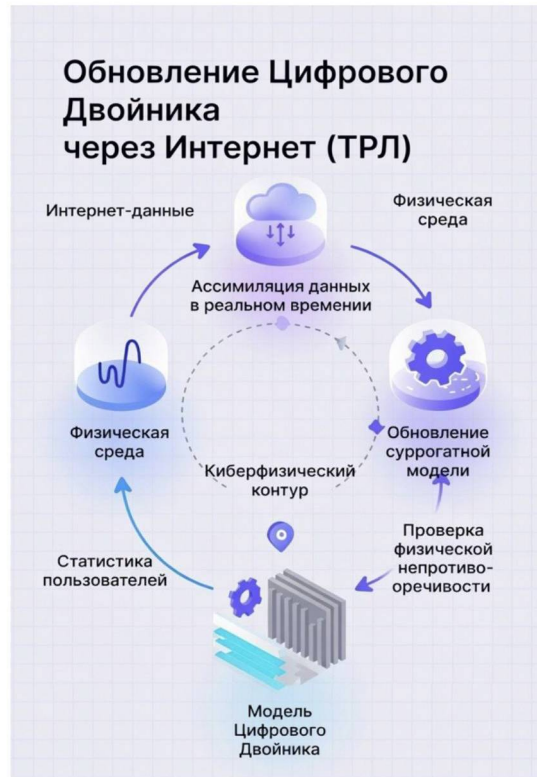 Обновление Цифрового
Двойника
через Интернет (ТРЛ)
Интернет-данные
Физическая
среда
Ассимиляция данных
в реальном времении
Физическая
среда
Обновление
суррогатной
модели
Киберфизический
контур
Статистика
пользователей
Проверка
физической
непротиво-
оречивости
Модель
Цифрового
Двойника